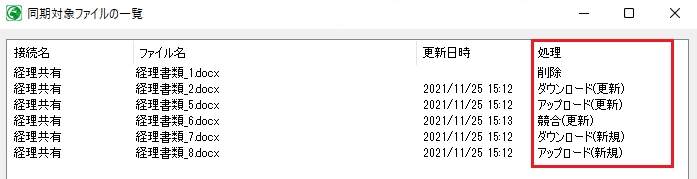 同期対象ファイルの一覧
接続名 ファイル名 更新日時 処理
経理共有 経理書類_1.docx 削除
経理共有 経理書類_2.docx 2021/11/25 15:12 ダウンロード(更新)
経理共有 経理書類_5.docx 2021/11/25 15:12 アップロード(更新)
経理共有 経理書類_6.docx 2021/11/25 15:13 競合(更新)
経理共有 経理書類_7.docx 2021/11/25 15:12 ダウンロード(新規)
経理共有 経理書類_8.docx 2021/11/25 15:12 アップロード(新規)